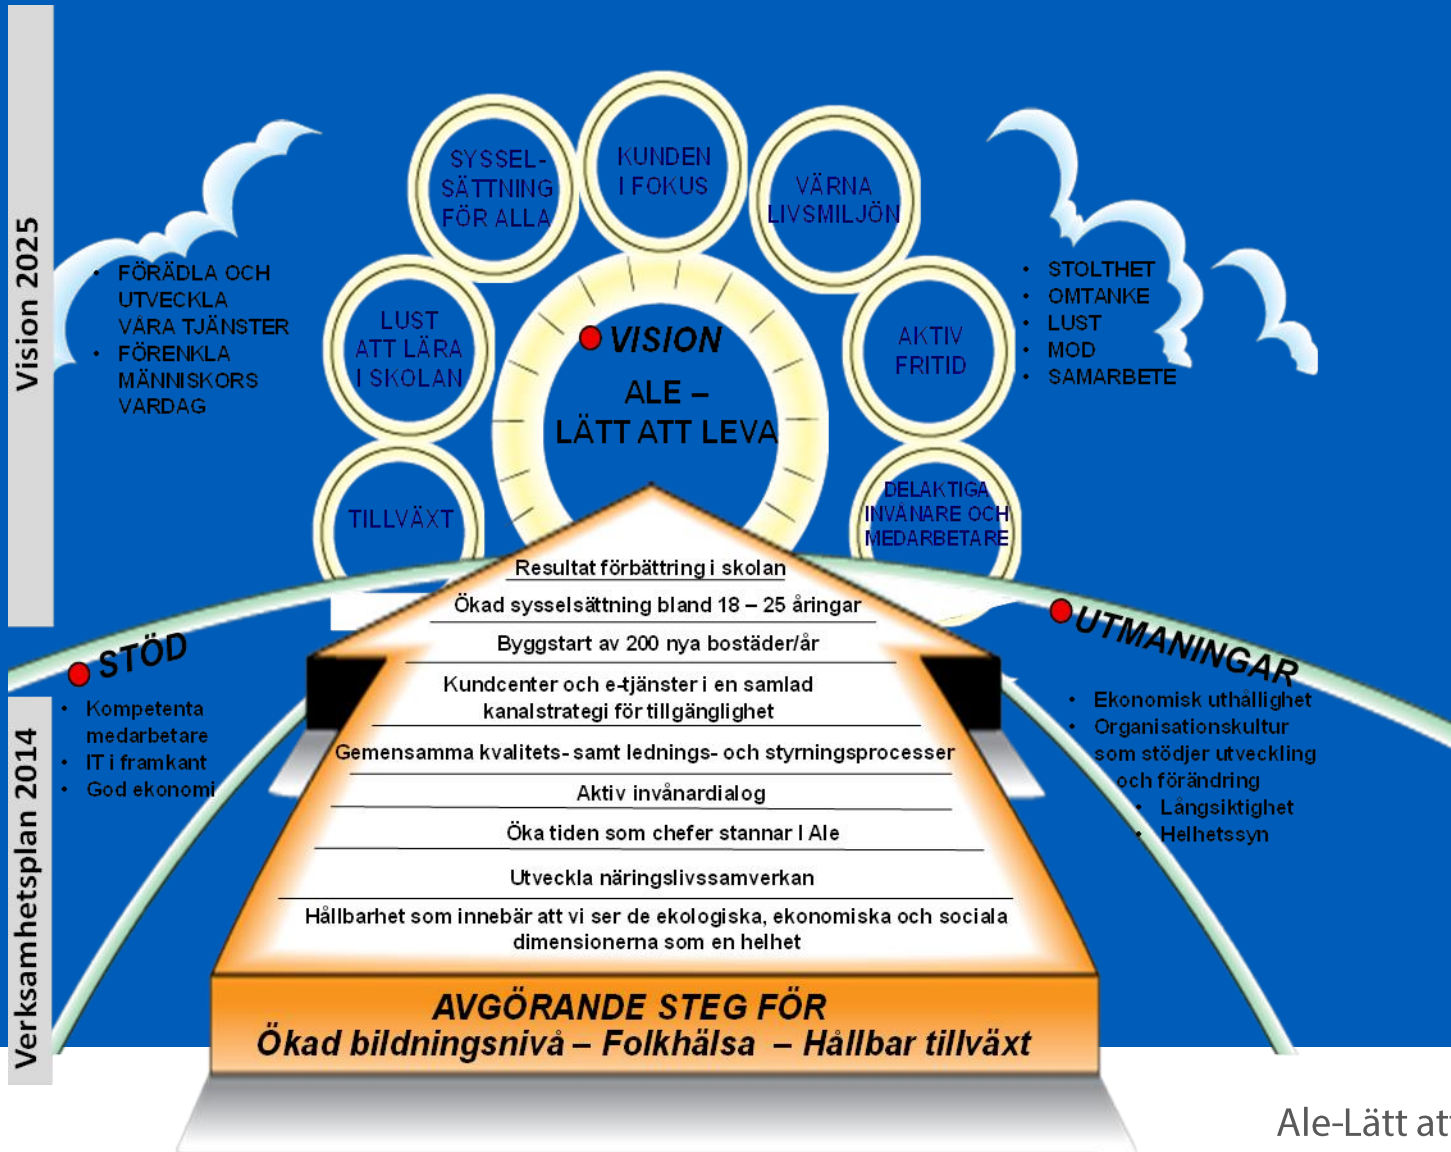 Vision 2025
SYSSEL-
SÄTTNING
FÖR ALLA
KUNDEN
I FOKUS
VÄRNA
LIVSMILJÖN
• FÖRÄDLA OCH
UTVECKLA
VÅRA TJÄNSTER
• FÖRENKLA
MÄNNISKORS
VARDAG
LUST
ATT LÄRA
I SKOLAN
VISION
ALE –
LÄTT ATT LEVA
AKTIV
FRITID
• STOLTHET
• OMTANKE
• LUST
• MOD
• SAMARBETE
TILLVÄXT
DELAKTIGA
INVÅNARE OCH
MEDARBETARE
Resultat förbättring i skolan
Ökad sysselsättning bland 18 – 25 åringar
Byggstart av 200 nya bostäder/år
Kundcenter och e-tjänster i en samlad
kanalstrategi för tillgänglighet
Gemensamma kvalitets- samt lednings- och styrningsprocesser
Aktiv invånardialog
Öka tiden som chefer stannar I Ale
Utveckla näringslivssamverkan
Hållbarhet som innebär att vi ser de ekologiska, ekonomiska och sociala
dimensionerna som en helhet
STÖD
• Kompetenta
medarbetare
• IT i framkant
• God ekonomi
UTMANINGAR
• Ekonomisk uthållighet
• Organisationskultur
som stödjer utveckling
och förändring
• Långsiktighet
• Helhetssyn
Verksamhetsplan 2014
AVGÖRANDE STEG FÖR
Ökad bildningsnivå – Folkhälsa – Hållbar tillväxt
Ale-Lätt at